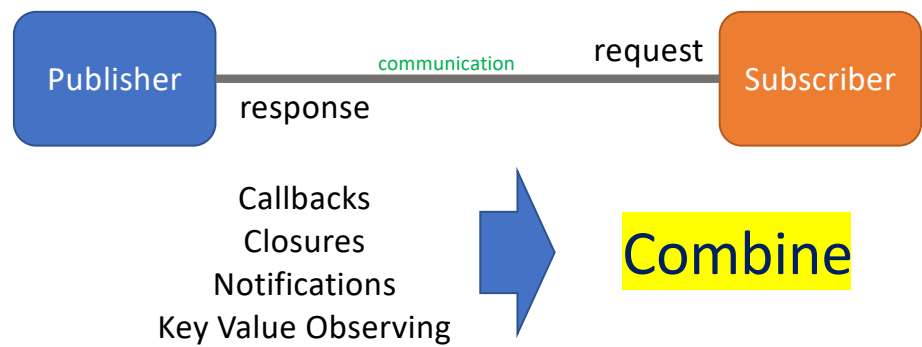 Publisher
communication
request
Subscriber
response
Callbacks
Closures
Notifications
Key Value Observing
Combine